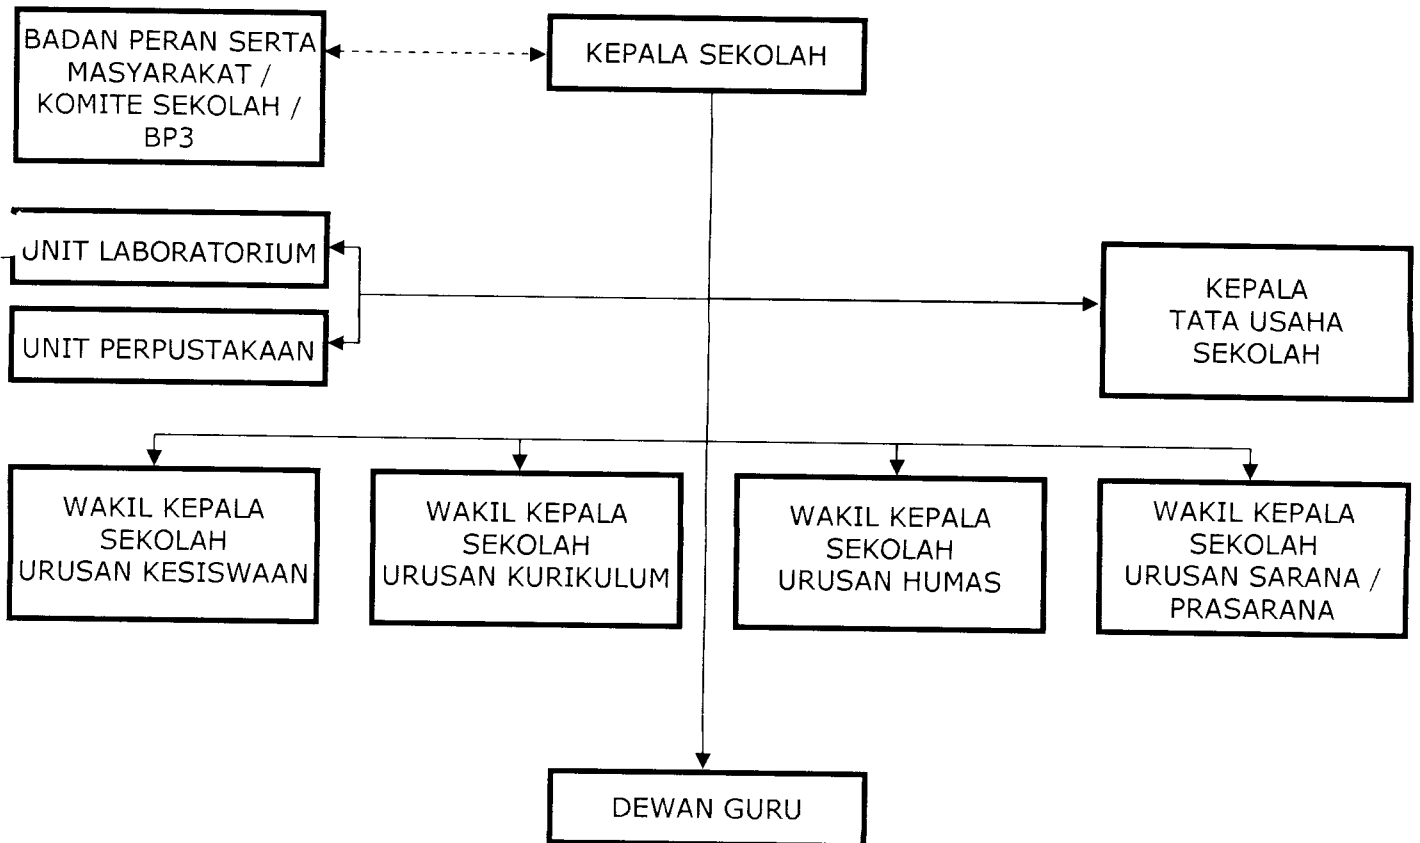 BADAN PERAN SERTA
MASYARAKAT /
KOMITE SEKOLAH /
BP3
KEPALA SEKOLAH
UNIT LABORATORIUM
UNIT PERPUSTAKAAN
KEPALA
TATA USAHA
SEKOLAH
WAKIL KEPALA
SEKOLAH
URUSAN KESISWAAN
WAKIL KEPALA
SEKOLAH
URUSAN KURIKULUM
WAKIL KEPALA
SEKOLAH
URUSAN HUMAS
WAKIL KEPALA
SEKOLAH
URUSAN SARANA /
PRASARANA
DEWAN GURU